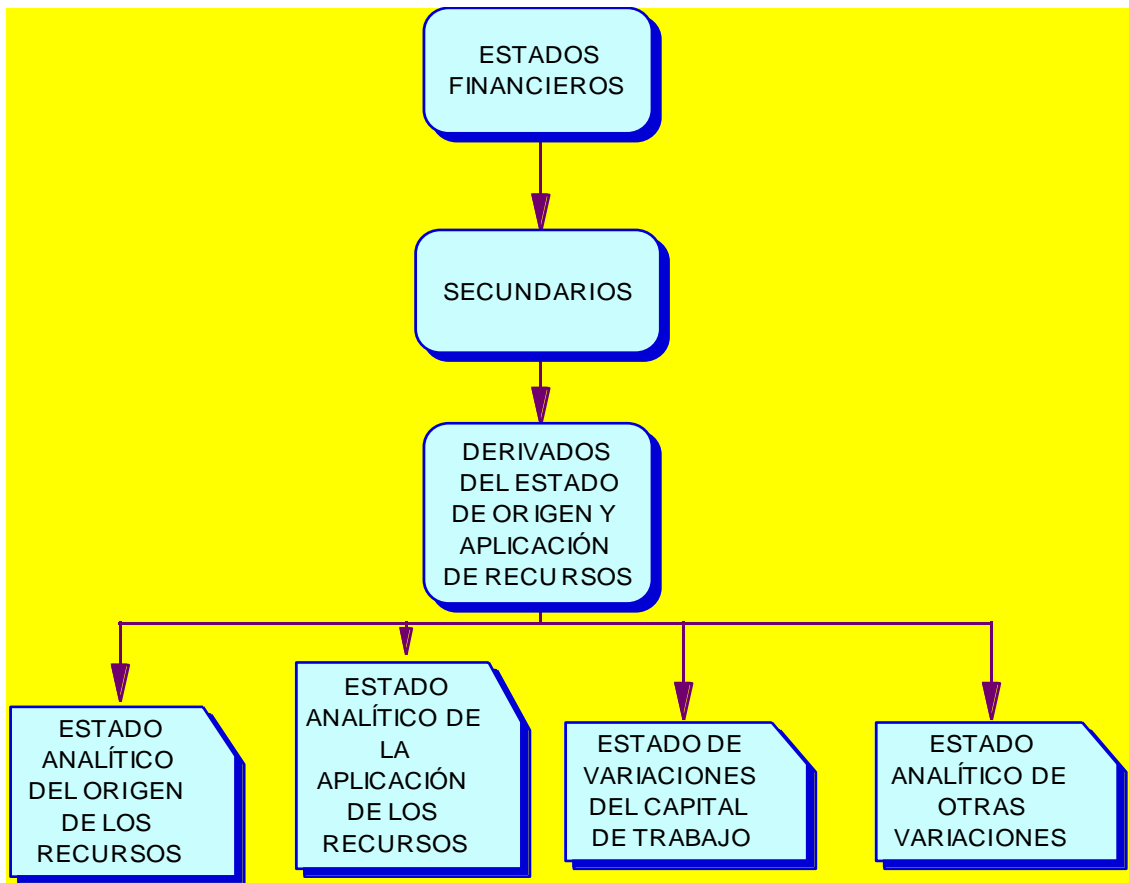 ESTADOS
FINANCIEROS
SECUNDARIOS
DERIVADOS
DEL ESTADO
DE ORIGEN Y
APLICACIÓN
DE RECURSOS
ESTADO
ANALÍTICO
DEL ORIGEN
DE LOS
RECURSOS
ESTADO
ANALÍTICO DE
LA
APLICACIÓN
DE LOS
RECURSOS
ESTADO DE
VARIACIONES
DEL CAPITAL
DE TRABAJO
ESTADO
ANALÍTICO DE
OTRAS
VARIACIONES